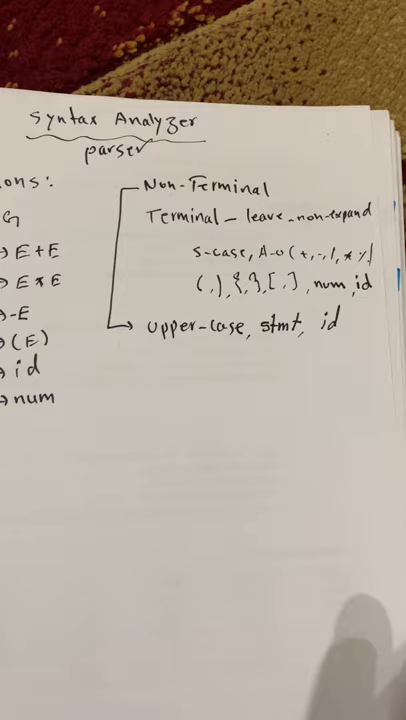 Syntax Analyzer
parser
ons:
G
→ E+E
→ E*E
→ -E
→ (E)
→ id
→ num
Non-Terminal
Terminal - leave-non-expand
s-case, A-o (+,-,/,*%)
(,),{,},[,], num, id
upper-case, stmt, id